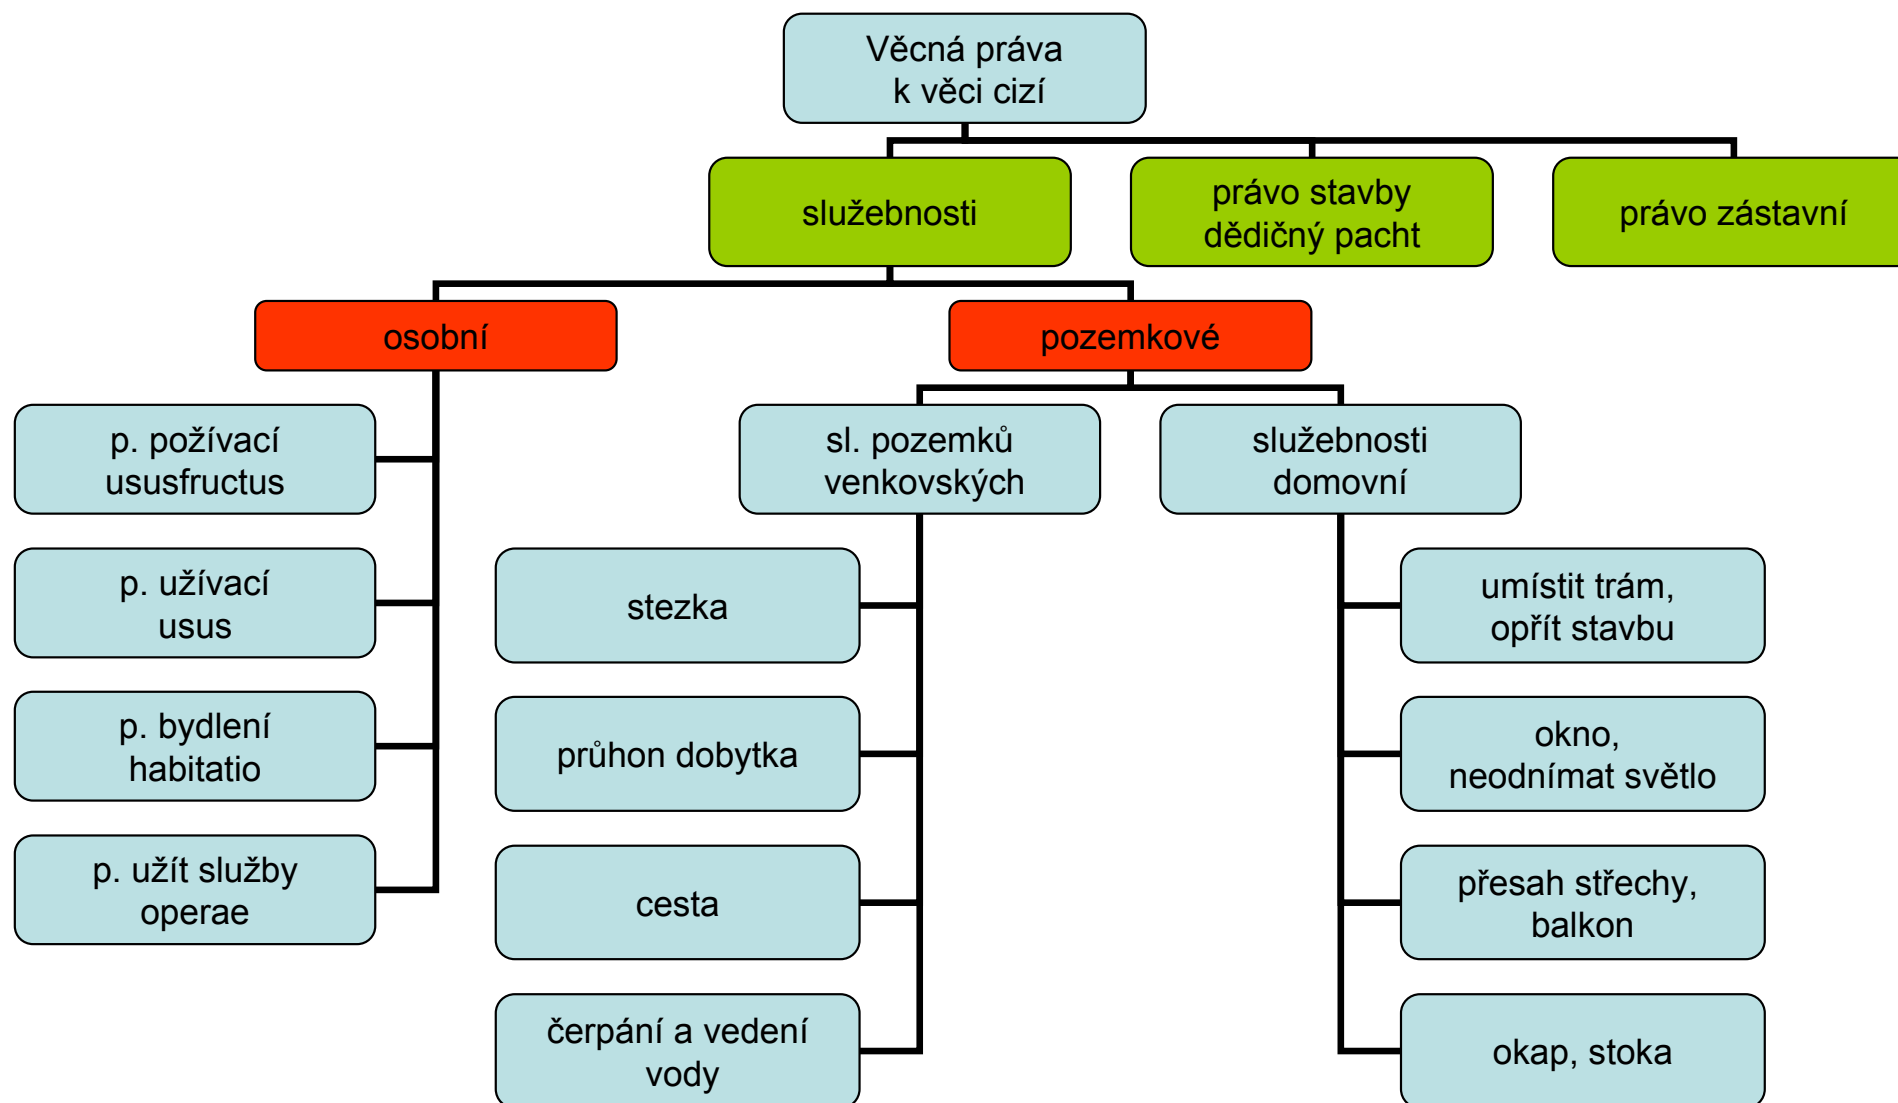 Věcná práva
k věci cizí
služebnosti
právo stavby
dědičný pacht
právo zástavní
osobní
pozemkové
p. požívací
ususfructus
sl. pozemků
venkovských
služebnosti
domovní
p. užívací
usus
stezka
umístit trám,
opřít stavbu
p. bydlení
habitatio
průhon dobytka
okno,
neodnímat světlo
p. užít služby
operae
cesta
přesah střechy,
balkon
čerpání a vedení
vody
okap, stoka